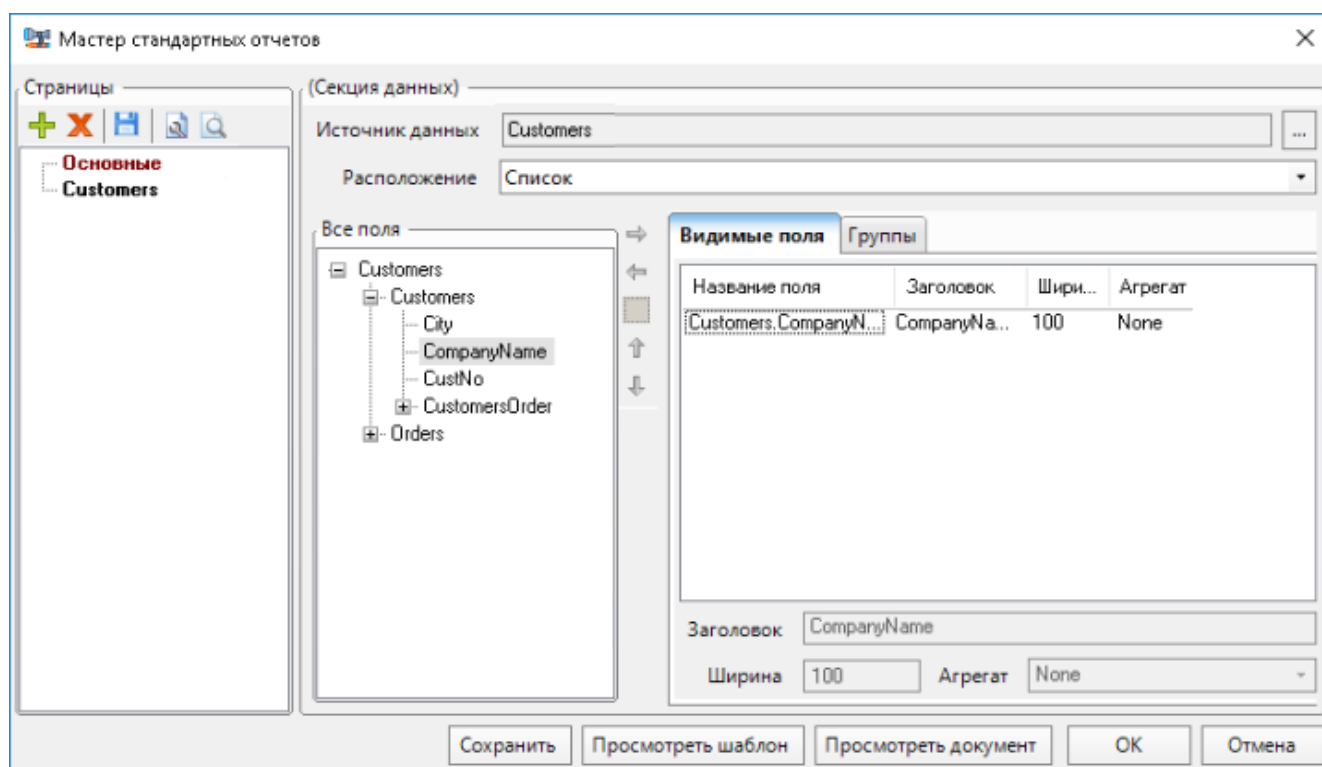 Мастер стандартных отчетов
Страницы
Основные
Customers
(Секция данных)
Источник данных Customers ...
Расположение Список
Все поля
Customers
Customers
City
CompanyName
CustNo
CustomersOrder
Orders
Видимые поля Группы
Название поля Заголовок Шири... Агрегат
Customers.CompanyN... CompanyNa... 100 None
Заголовок CompanyName
Ширина 100 Агрегат None
Сохранить Просмотреть шаблон Просмотреть документ OK Отмена